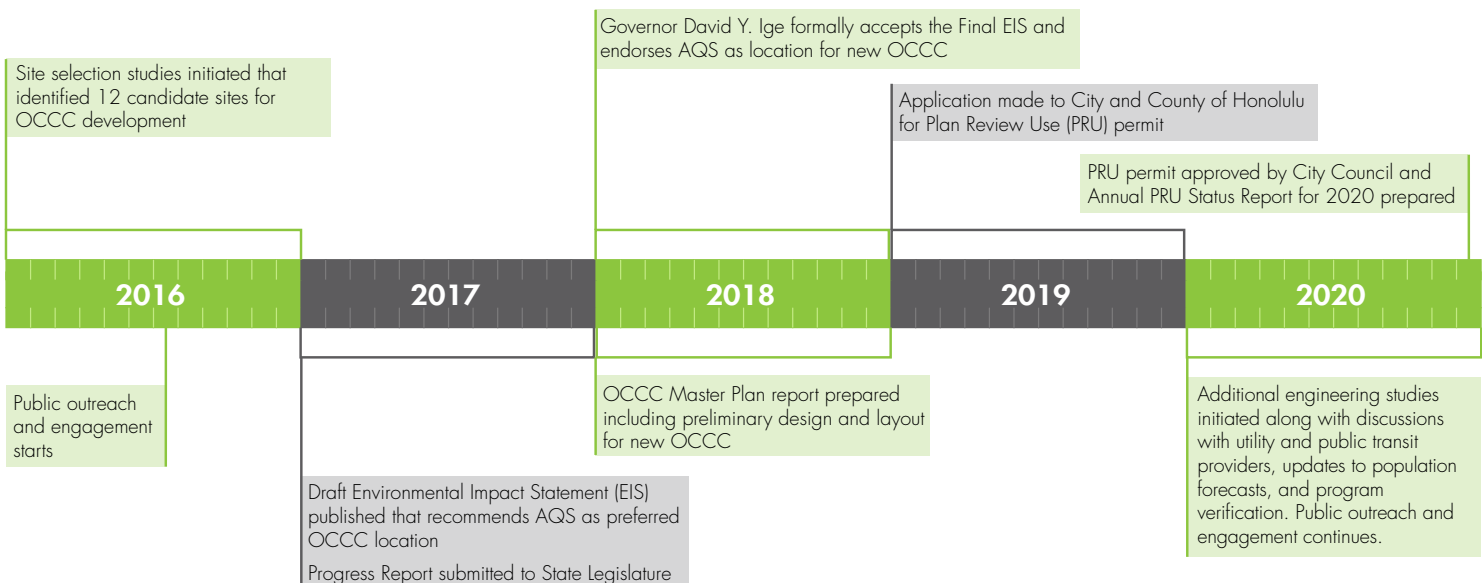 Governor David Y. Ige formally accepts the Final EIS and
endorses AQS as location for new OCCC
Site selection studies initiated that
identified 12 candidate sites for
OCCC development
Application made to City and County of Honolulu
for Plan Review Use (PRU) permit
PRU permit approved by City Council and
Annual PRU Status Report for 2020 prepared
2016
2017
2018
2019
2020
Public outreach
and engagement
starts
Draft Environmental Impact Statement (EIS)
published that recommends AQS as preferred
OCCC location
Progress Report submitted to State Legislature
OCCC Master Plan report prepared
including preliminary design and layout
for new OCCC
Additional engineering studies
initiated along with discussions
with utility and public transit
providers, updates to population
forecasts, and program
verification. Public outreach and
engagement continues.